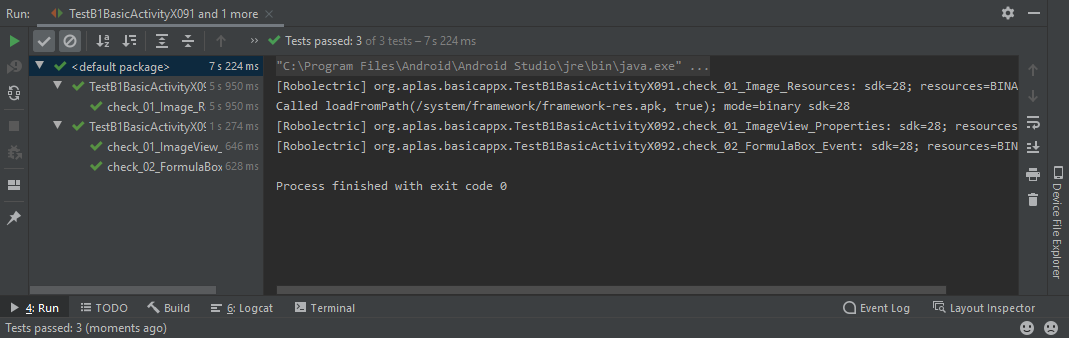 Run: TestB1BasicActivityX091 and 1 more
Tests passed: 3 of 3 tests – 7 s 224 ms
<default package> 7 s 224 ms
TestB1BasicActivityX09 5 s 950 ms
check_01_Image_R 5 s 950 ms
TestB1BasicActivityX09 1 s 274 ms
check_01_ImageView_ 646 ms
check_02_FormulaBox 628 ms
"C:\Program Files\Android\Android Studio\jre\bin\java.exe" ...
[Robolectric] org.aplas.basicappx.TestB1BasicActivityX091.check_01_Image_Resources: sdk=28; resources=BINA
Called loadFromPath(/system/framework/framework-res.apk, true); mode=binary sdk=28
[Robolectric] org.aplas.basicappx.TestB1BasicActivityX092.check_01_ImageView_Properties: sdk=28; resources
[Robolectric] org.aplas.basicappx.TestB1BasicActivityX092.check_02_FormulaBox_Event: sdk=28; resources=BIN
Process finished with exit code 0
Device File Explorer
4: Run TODO Build 6: Logcat Terminal Event Log Layout Inspector
Tests passed: 3 (moments ago)